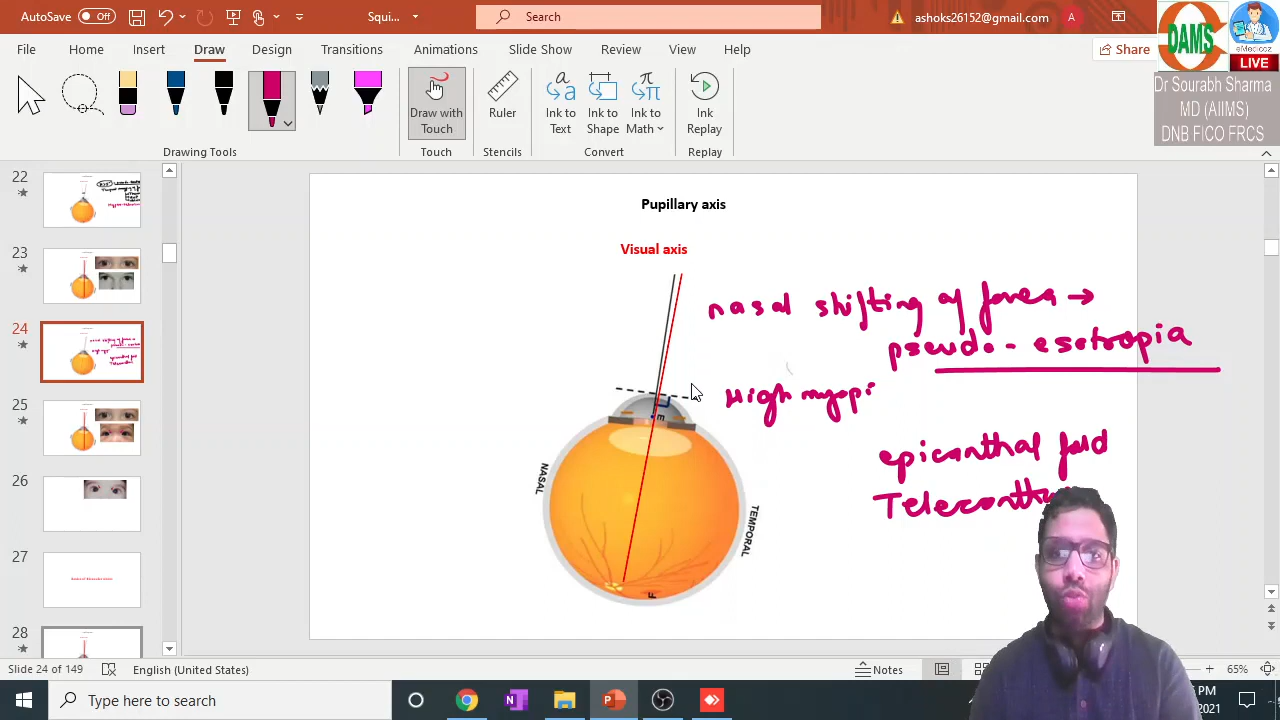 AutoSave Off Squi... Search ashoks26152@gmail.com A
File Home Insert Draw Design Transitions Animations Slide Show Review View Help Share
DAMS eMedicoz LIVE
Dr Sourabh Sharma
MD (AIIMS)
DNB FICO FRCS
Draw with Touch Ruler Ink to Text Ink to Shape Ink to Math Ink Replay
Drawing Tools Touch Stencils Convert Replay
22
23
24
25
26
27
28
Pupillary axis
Visual axis
nasal shifting of fovea →
pseudo - esotropia
High myopi
epicanthal fold
NASAL
TEMPORAL
E
F
Slide 24 of 149 English (United States) Notes 65%
Type here to search PM
2021